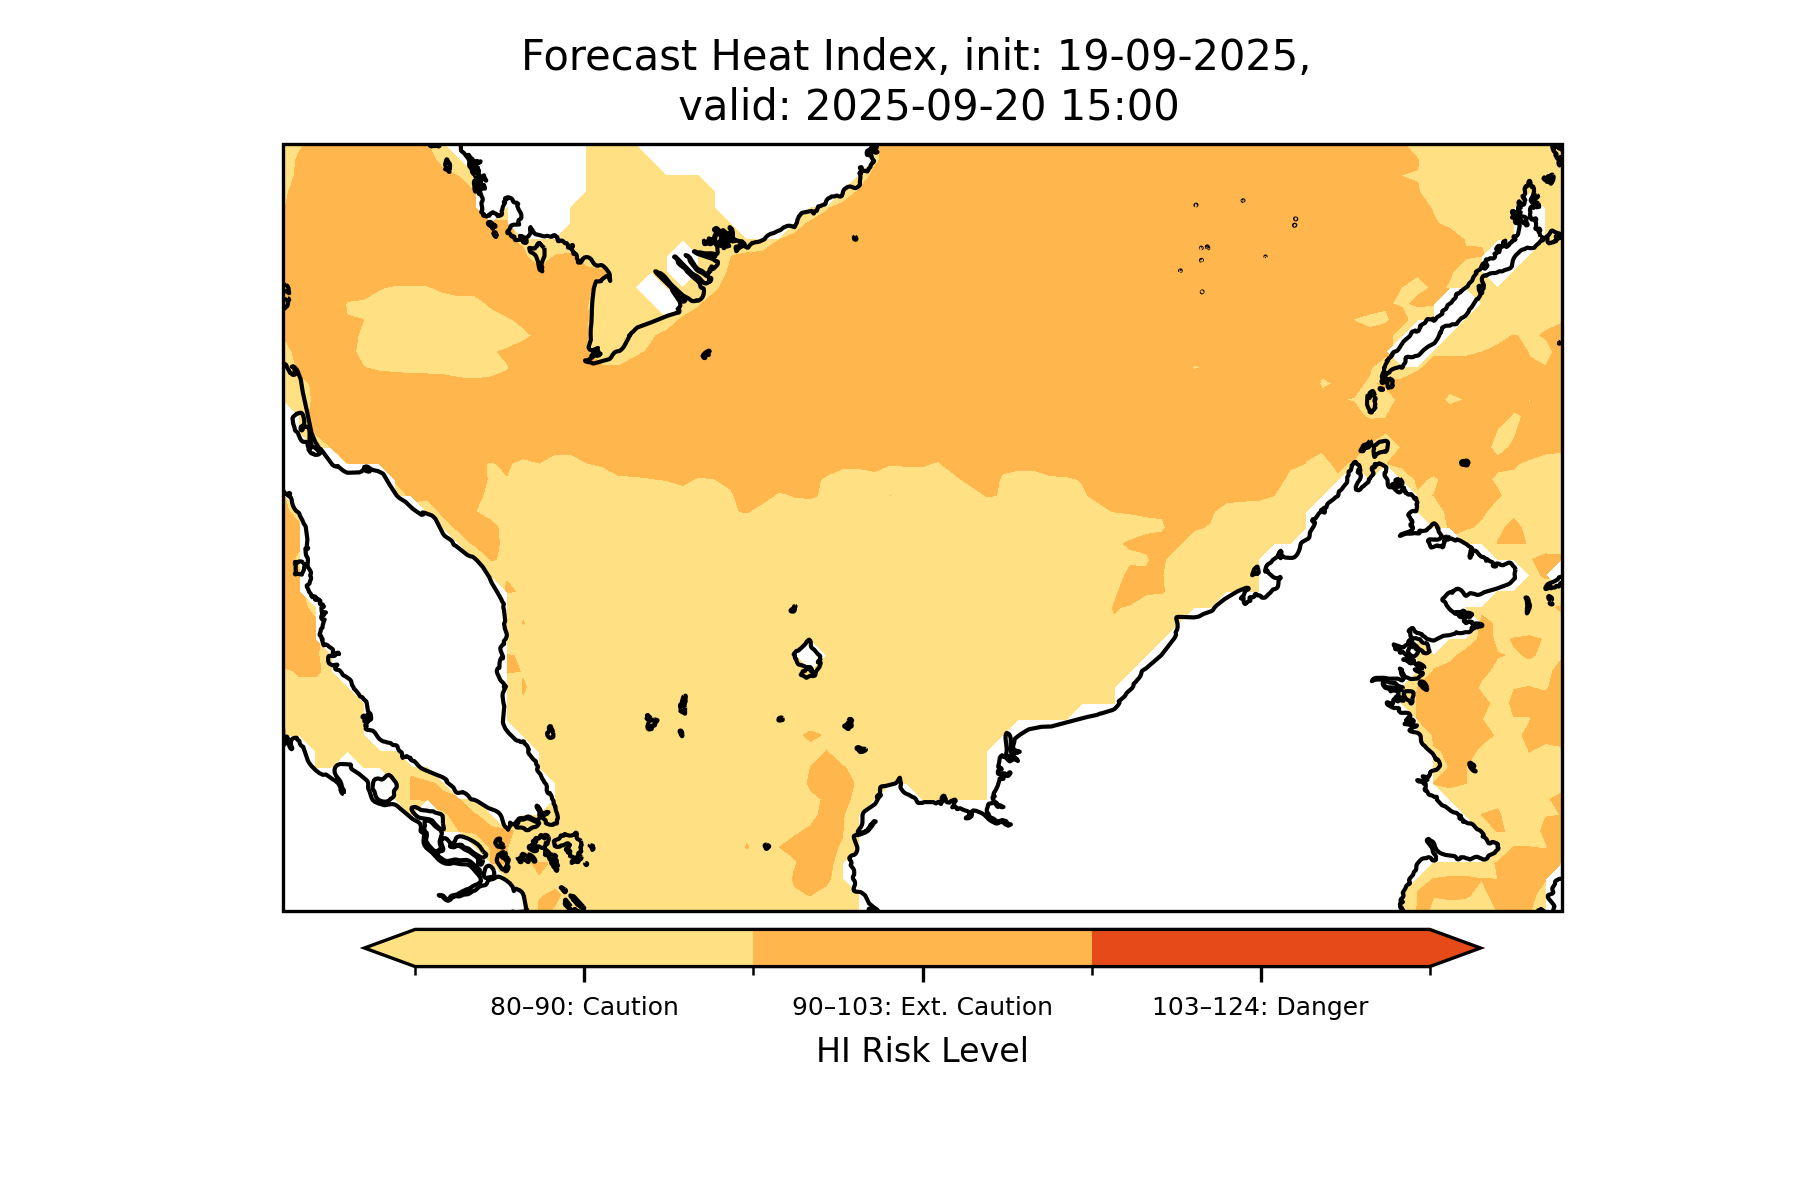 Forecast Heat Index, init: 19-09-2025,
valid: 2025-09-20 15:00
80–90: Caution
90–103: Ext. Caution
103–124: Danger
HI Risk Level